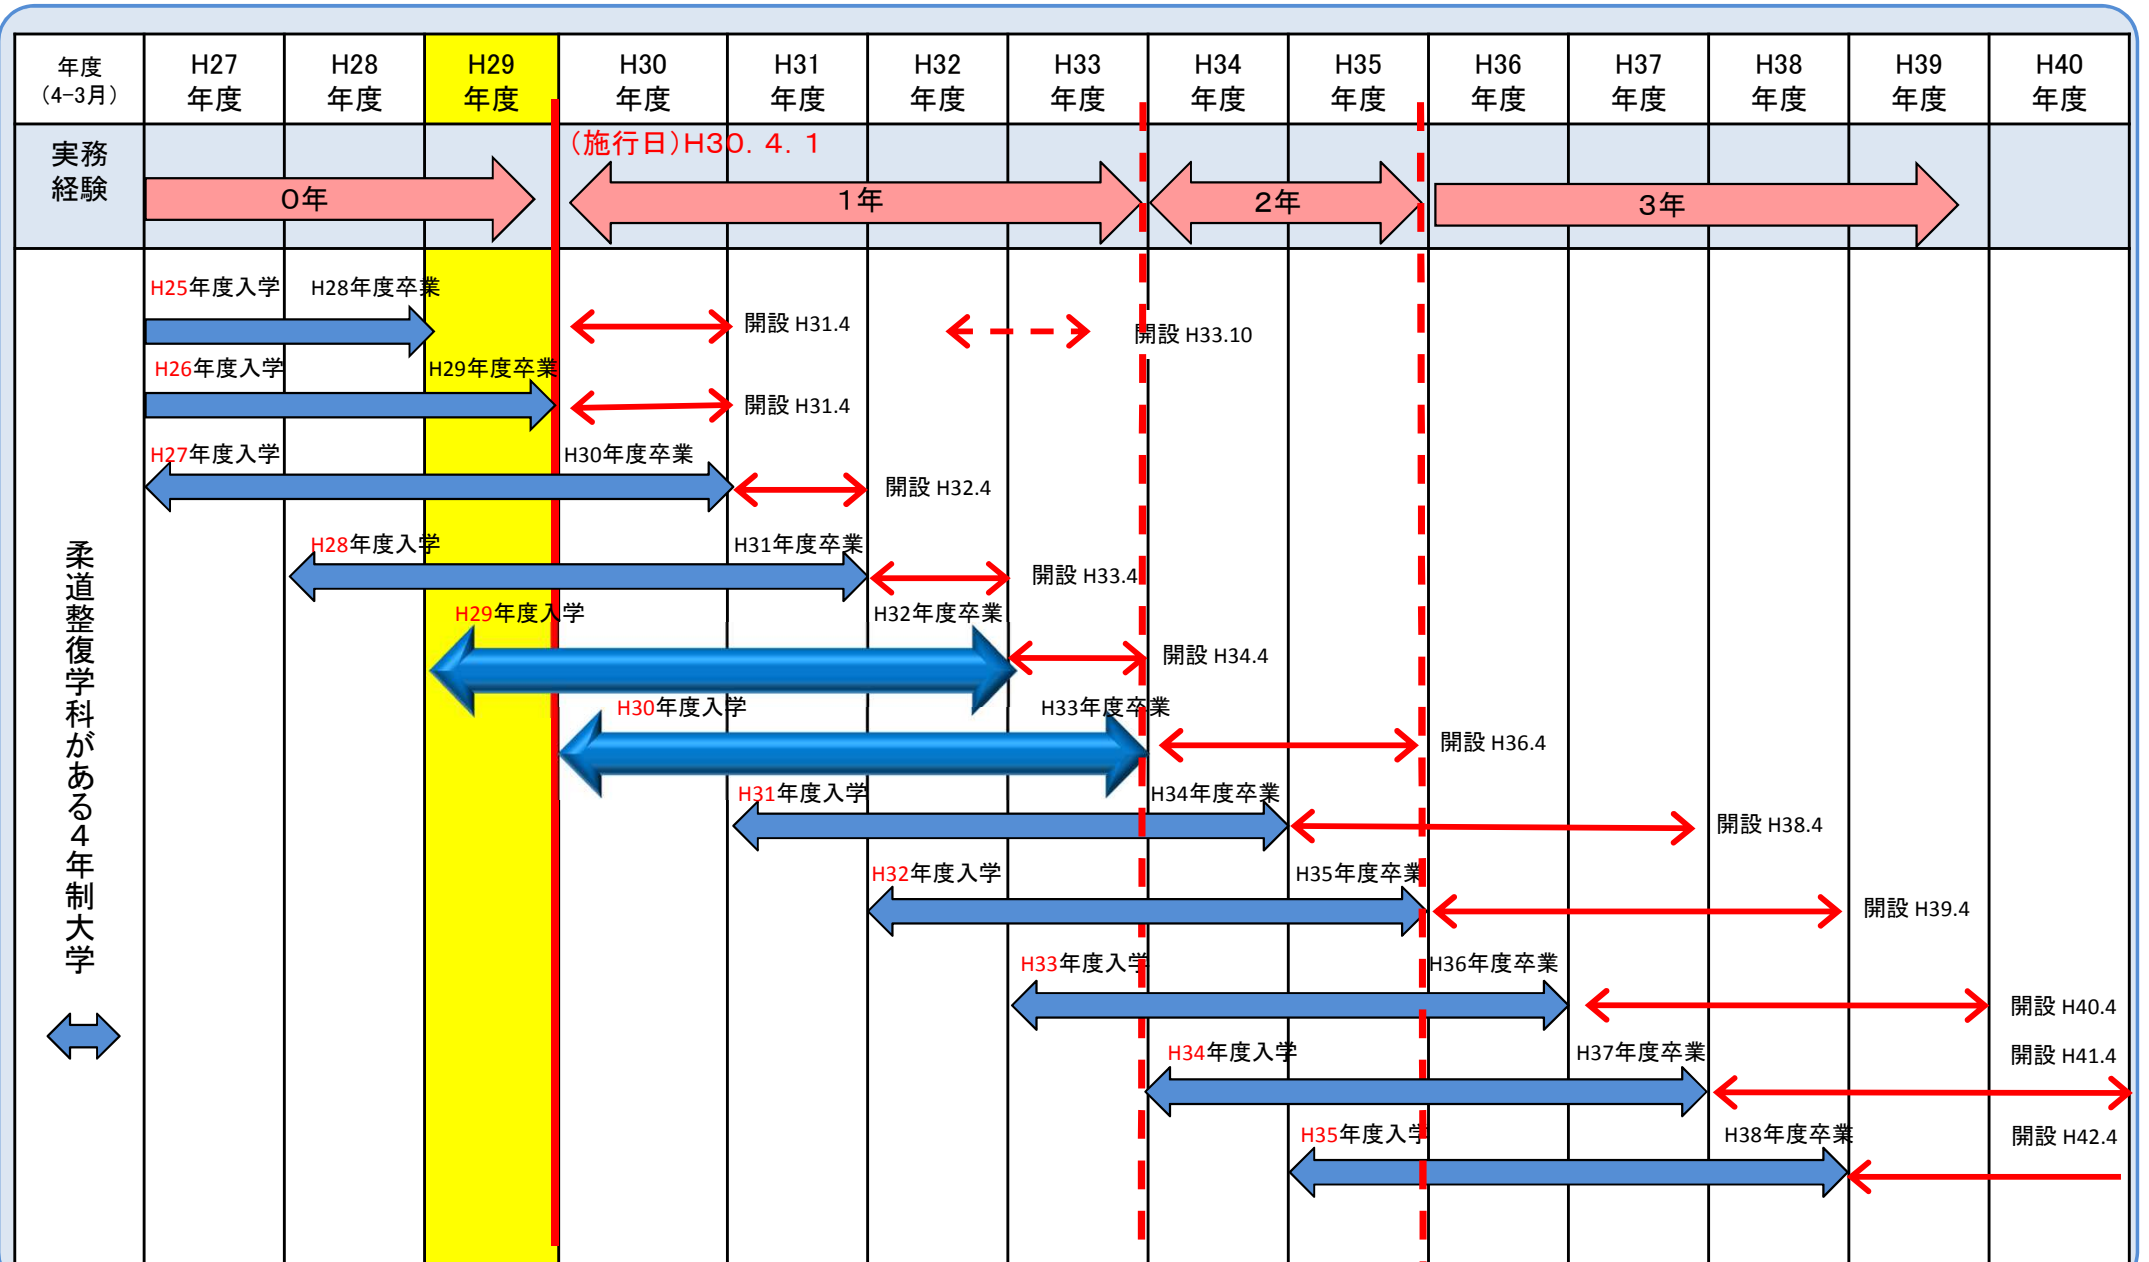 年度
(4-3月)
H27
年度
H28
年度
H29
年度
H30
年度
H31
年度
H32
年度
H33
年度
H34
年度
H35
年度
H36
年度
H37
年度
H38
年度
H39
年度
H40
年度
実務
経験
(施行日)H30. 4. 1
0年
1年
2年
3年
柔道整復学科がある4年制大学
H25年度入学
H28年度卒業
開設 H31.4
開設 H33.10
H26年度入学
H29年度卒業
開設 H31.4
H27年度入学
H30年度卒業
開設 H32.4
H28年度入学
H31年度卒業
開設 H33.4
H29年度入学
H32年度卒業
開設 H34.4
H30年度入学
H33年度卒業
開設 H36.4
H31年度入学
H34年度卒業
開設 H38.4
H32年度入学
H35年度卒業
開設 H39.4
H33年度入学
H36年度卒業
開設 H40.4
H34年度入学
H37年度卒業
開設 H41.4
H35年度入学
H38年度卒業
開設 H42.4